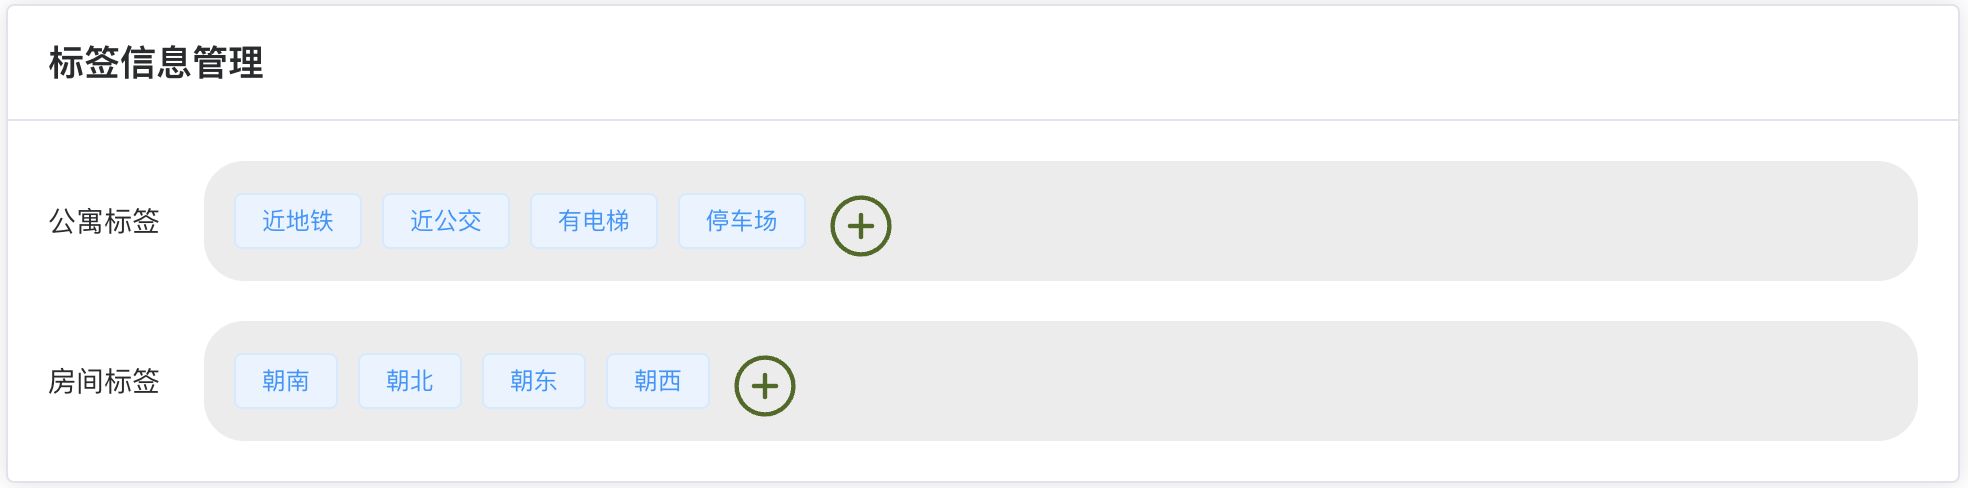 标签信息管理
公寓标签 近地铁 近公交 有电梯 停车场
房间标签 朝南 朝北 朝东 朝西